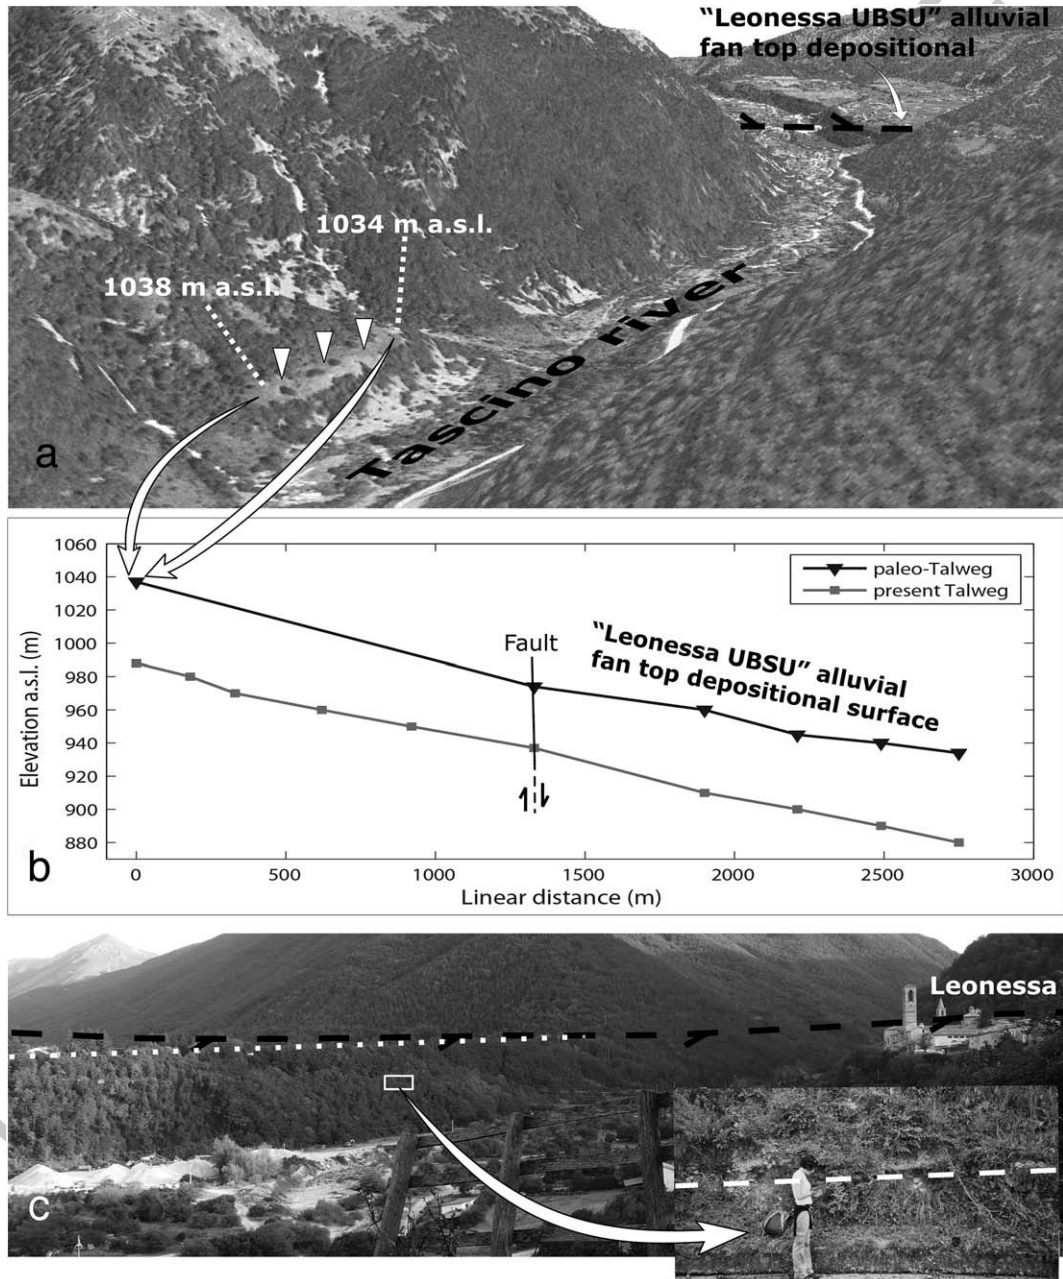 “Leonessa UBSU” alluvial
fan top depositional
1034 m a.s.l.
1038 m a.s.l.
Tascino river
a
1060
1040
1020
1000
980
960
940
920
900
880
Elevation a.s.l. (m)
paleo-Talweg
present Talweg
Fault
“Leonessa UBSU” alluvial
fan top depositional surface
b
0
500
1000
1500
2000
2500
3000
Linear distance (m)
Leonessa
c